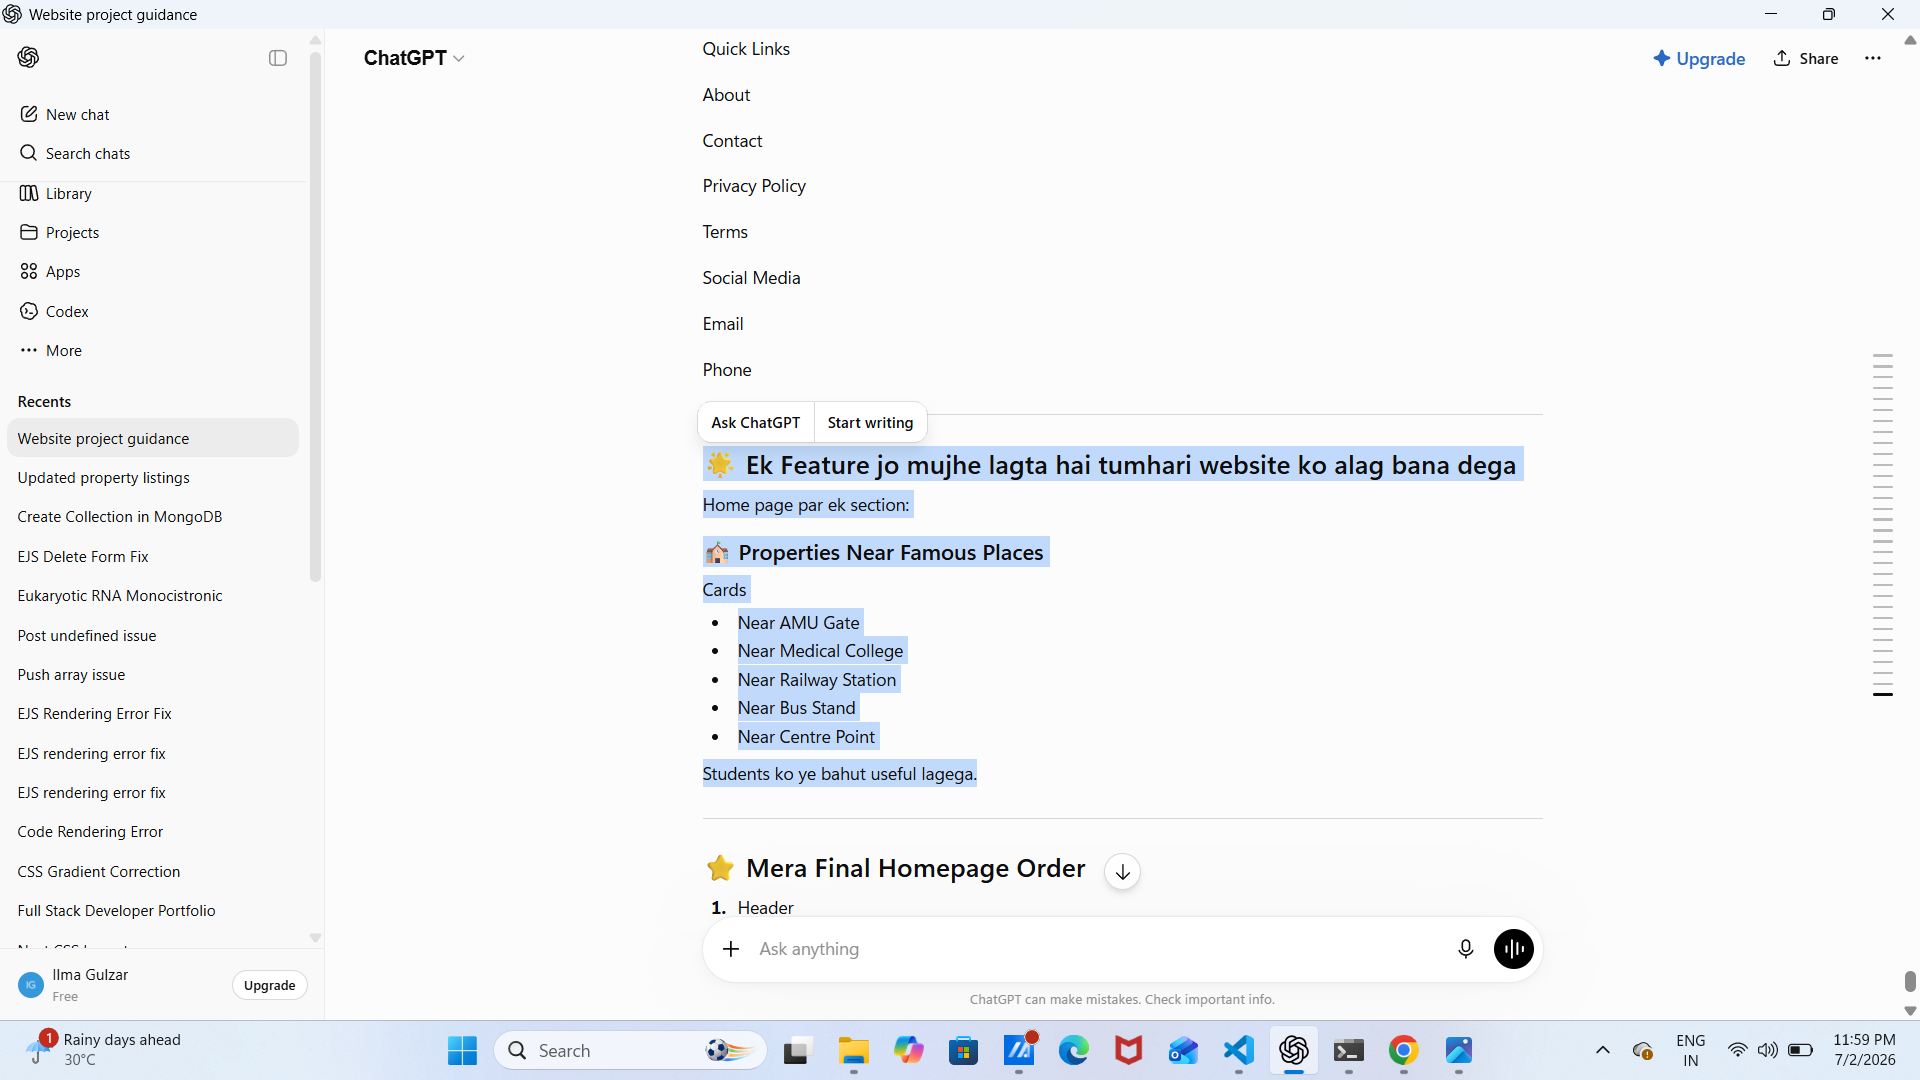 Website project guidance
ChatGPT
Upgrade
Share
New chat
Search chats
Library
Projects
Apps
Codex
More
Recents
Website project guidance
Updated property listings
Create Collection in MongoDB
EJS Delete Form Fix
Eukaryotic RNA Monocistronic
Post undefined issue
Push array issue
EJS Rendering Error Fix
EJS rendering error fix
EJS rendering error fix
Code Rendering Error
CSS Gradient Correction
Full Stack Developer Portfolio
IG
Ilma Gulzar
Free
Upgrade
Quick Links
About
Contact
Privacy Policy
Terms
Social Media
Email
Phone
Ask ChatGPT
Start writing
🌟 Ek Feature jo mujhe lagta hai tumhari website ko alag bana dega
Home page par ek section:
🏫 Properties Near Famous Places
Cards
• Near AMU Gate
• Near Medical College
• Near Railway Station
• Near Bus Stand
• Near Centre Point
Students ko ye bahut useful lagega.
⭐ Mera Final Homepage Order
1. Header
Ask anything
ChatGPT can make mistakes. Check important info.
1
Rainy days ahead
30°C
Search
ENG
IN
11:59 PM
7/2/2026